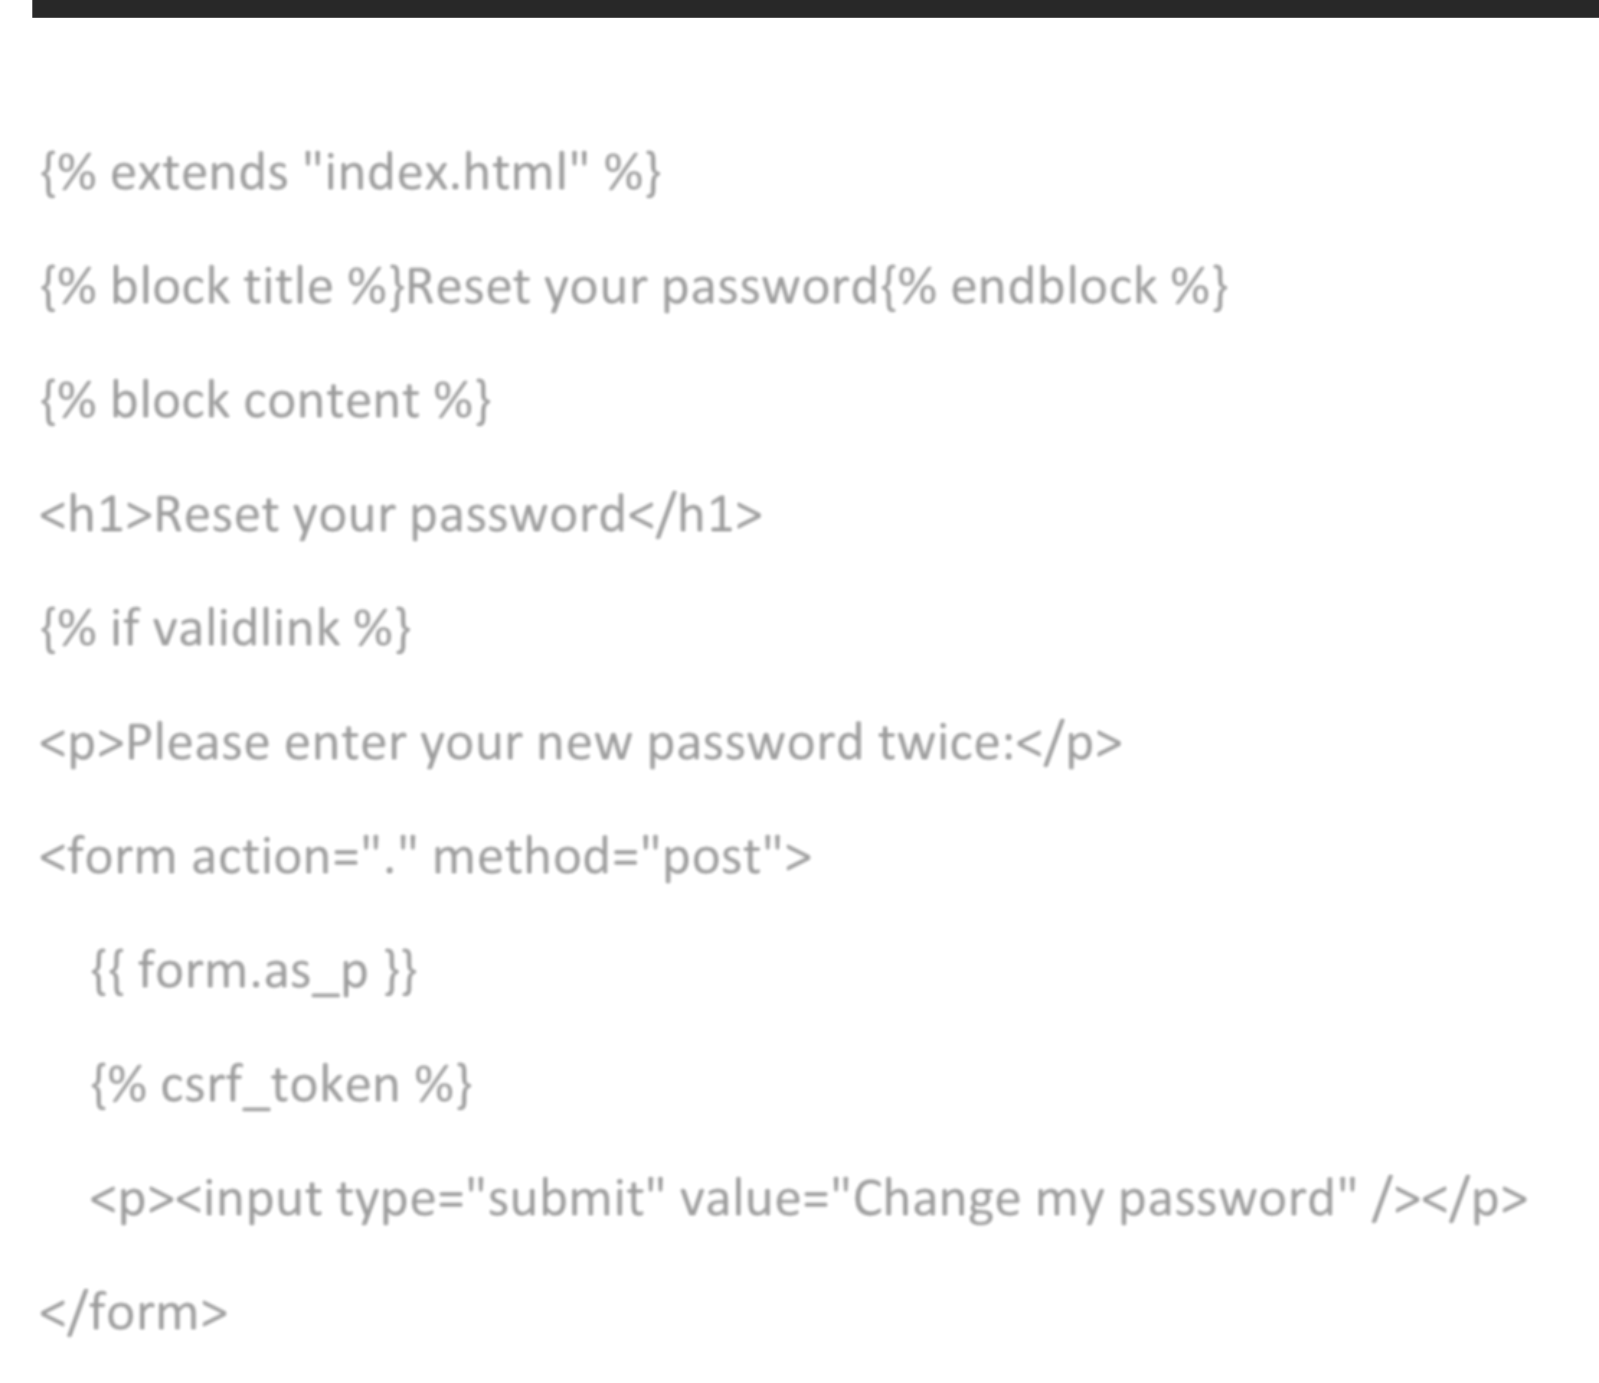 {% extends "index.html" %}
{% block title %}Reset your password{% endblock %}
{% block content %}
<h1>Reset your password</h1>
{% if validlink %}
<p>Please enter your new password twice:</p>
<form action="." method="post">
{{ form.as_p }}
{% csrf_token %}
<p><input type="submit" value="Change my password" /></p>
</form>